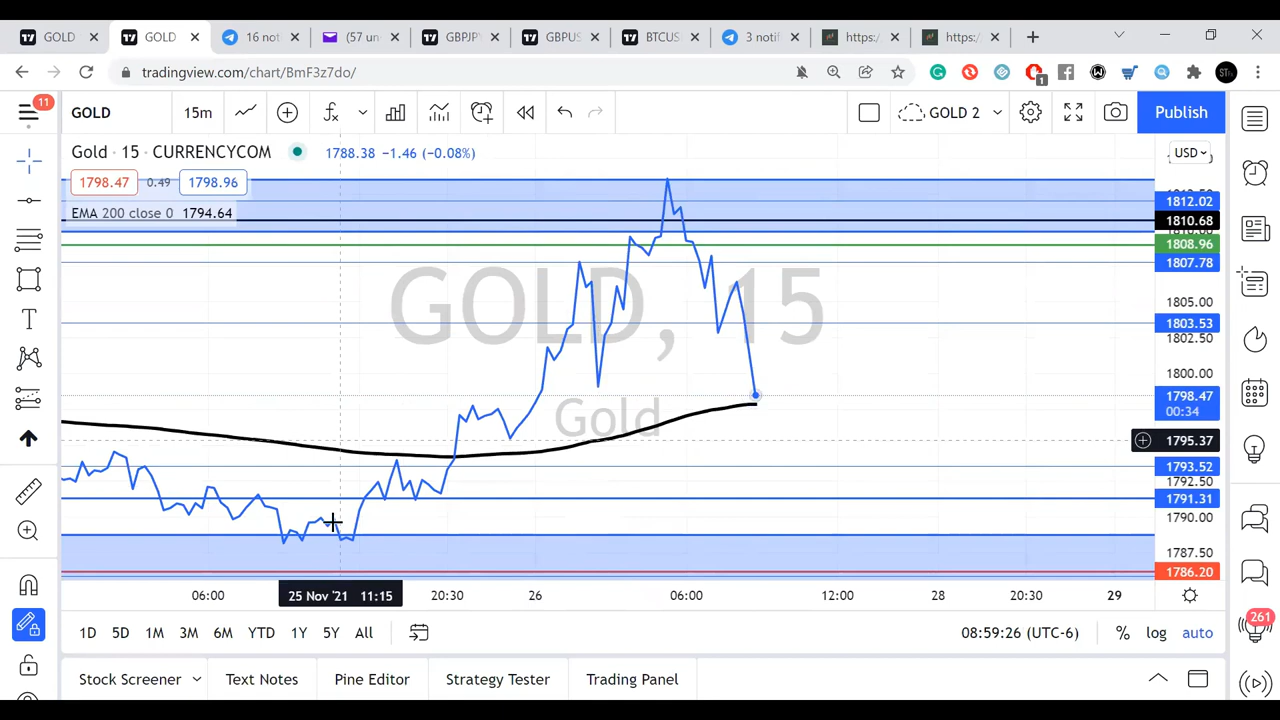 GOLD
GOLD
16 not
(57 un
GBPJP
GBPUS
BTCUS
3 notif
https:/
https:/
tradingview.com/chart/BmF3z7do/
1
STFX
11
GOLD
15m
GOLD 2
Publish
Gold · 15 · CURRENCYCOM
1788.38 −1.46 (−0.08%)
USD
1798.47
0.49
1798.96
EMA 200 close 0 1794.64
1812.02
1810.68
1808.96
1807.78
1805.00
1803.53
1802.50
1800.00
1798.47
00:34
1795.37
1793.52
1792.50
1791.31
1790.00
1787.50
1786.20
GOLD, 15
Gold
06:00
25 Nov '21 11:15
20:30
26
06:00
12:00
28
20:30
29
1D
5D
1M
3M
6M
YTD
1Y
5Y
All
08:59:26 (UTC-6)
%
log
auto
261
Stock Screener
Text Notes
Pine Editor
Strategy Tester
Trading Panel